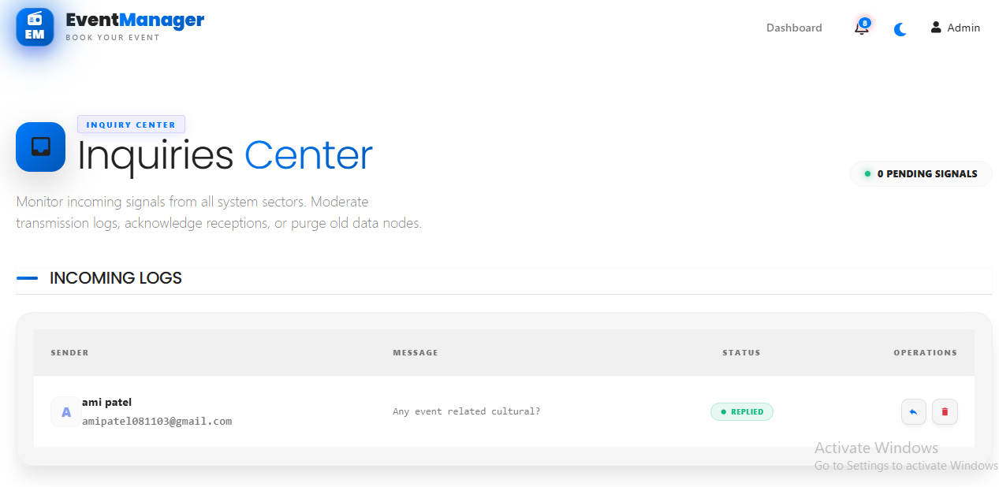 EM
EventManager
BOOK YOUR EVENT
Dashboard
8
Admin
INQUIRY CENTER
Inquiries Center
0 PENDING SIGNALS
Monitor incoming signals from all system sectors. Moderate
transmission logs, acknowledge receptions, or purge old data nodes.
INCOMING LOGS
SENDER MESSAGE STATUS OPERATIONS
A
ami patel
amipatel081103@gmail.com
Any event related cultural?
REPLIED
Activate Windows
Go to Settings to activate Windows